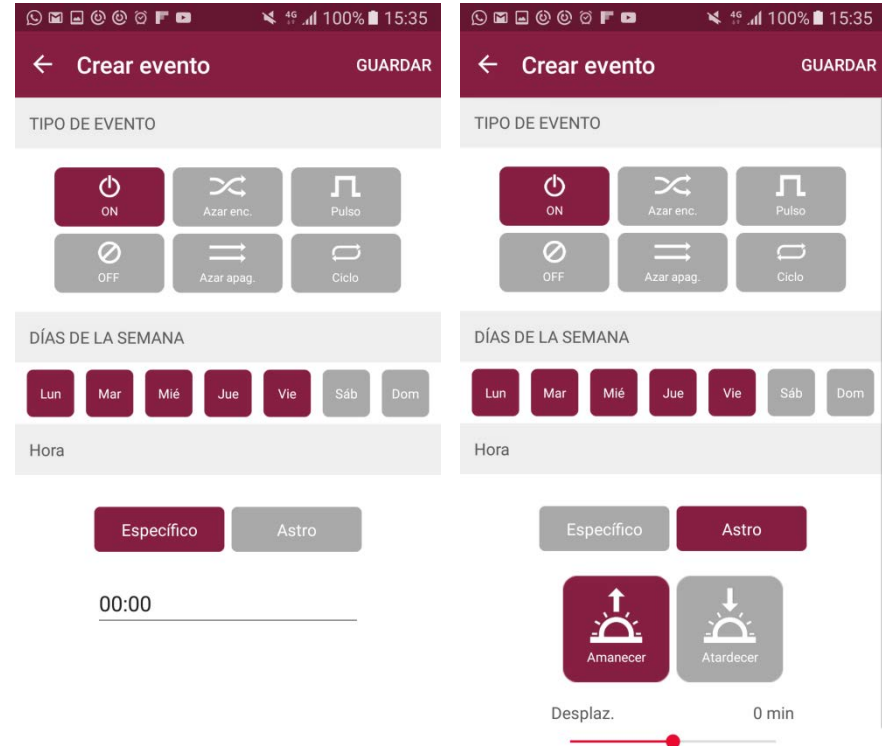 4G 100% 15:35
Crear evento GUARDAR
TIPO DE EVENTO
ON Azar enc. Pulso
OFF Azar apag. Ciclo
DÍAS DE LA SEMANA
Lun Mar Mié Jue Vie Sáb Dom
Hora
Específico Astro
00:00
4G 100% 15:35
Crear evento GUARDAR
TIPO DE EVENTO
ON Azar enc. Pulso
OFF Azar apag. Ciclo
DÍAS DE LA SEMANA
Lun Mar Mié Jue Vie Sáb Dom
Hora
Específico Astro
Amanecer Atardecer
Desplaz. 0 min